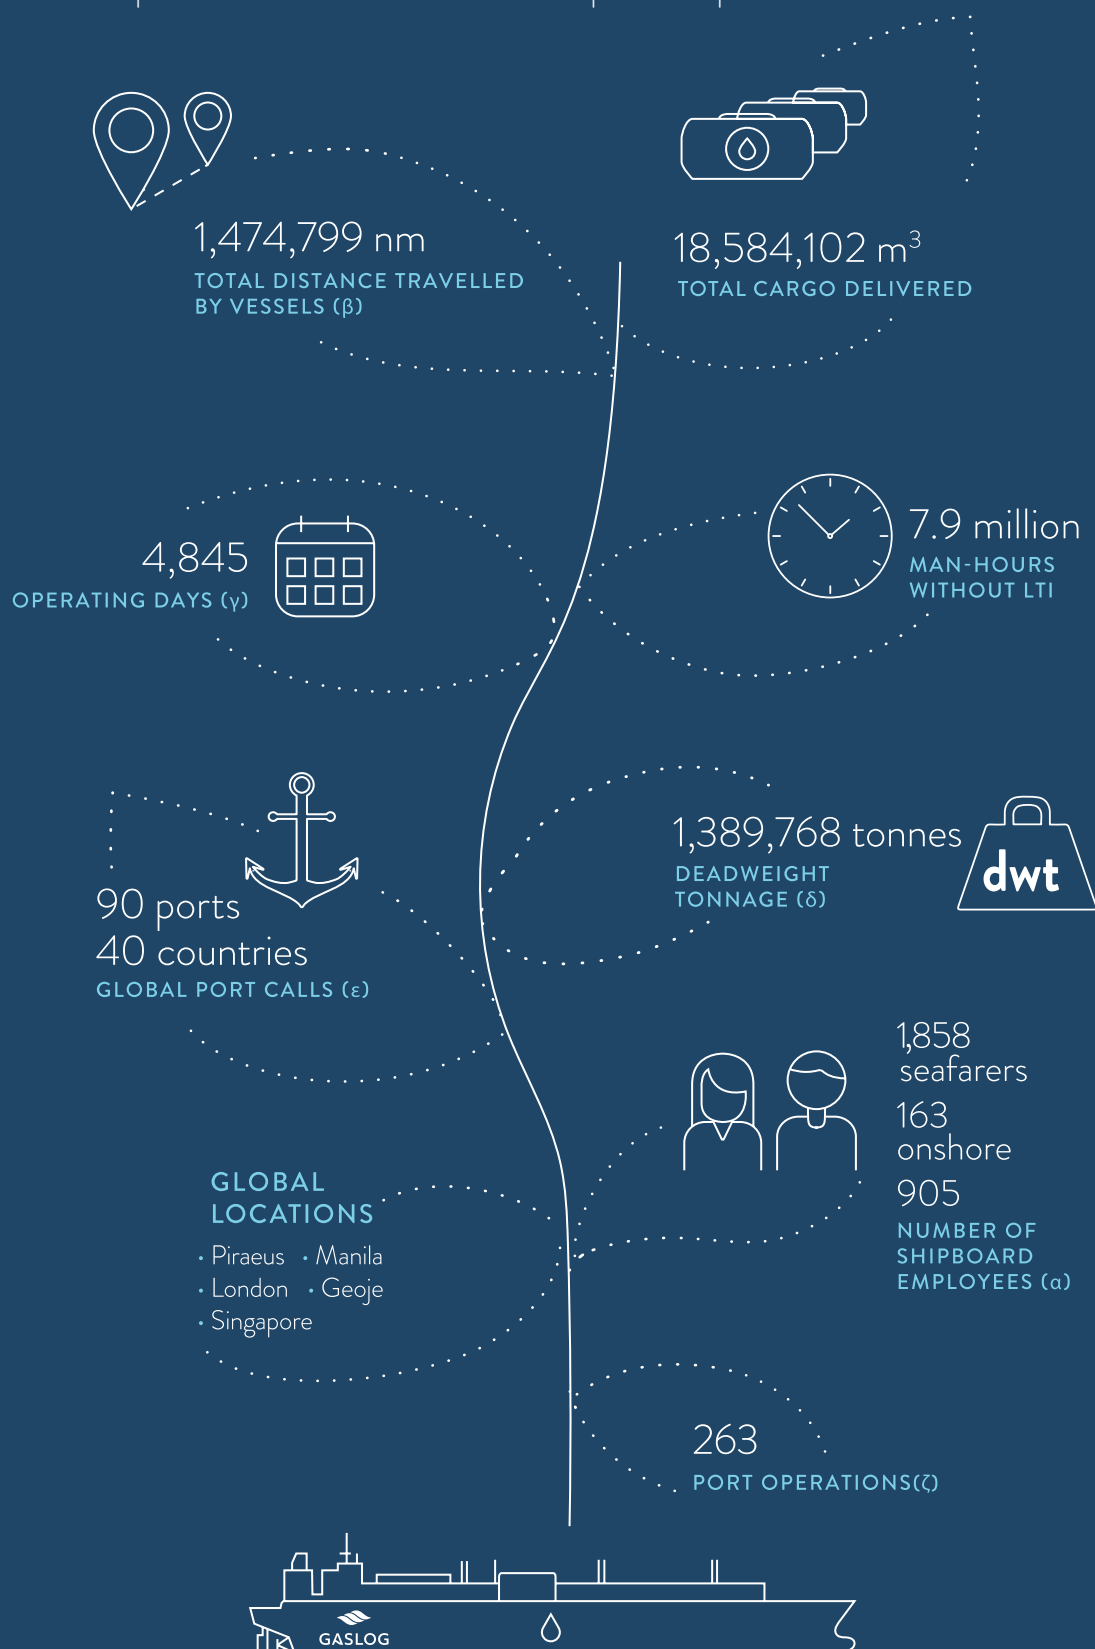 1,474,799 nm
TOTAL DISTANCE TRAVELLED
BY VESSELS (β)
18,584,102 m³
TOTAL CARGO DELIVERED
4,845
OPERATING DAYS (γ)
7.9 million
MAN-HOURS
WITHOUT LTI
1,389,768 tonnes
DEADWEIGHT
TONNAGE (δ)
dwt
90 ports
40 countries
GLOBAL PORT CALLS (ε)
1,858
seafarers
163
onshore
905
NUMBER OF
SHIPBOARD
EMPLOYEES (α)
GLOBAL
LOCATIONS
• Piraeus • Manila
• London • Geoje
• Singapore
263
PORT OPERATIONS(ζ)
GASLOG